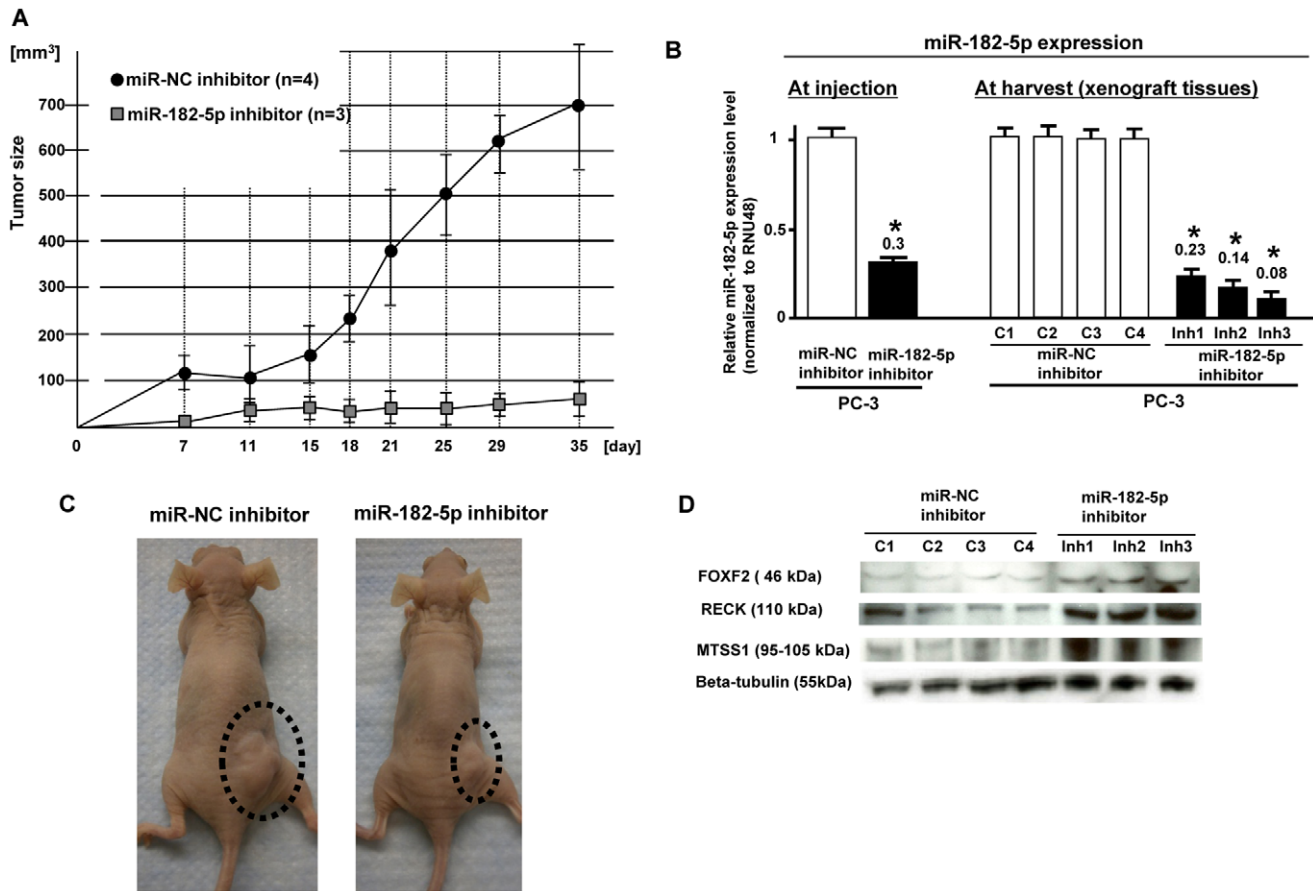 A
[mm³]
miR-NC inhibitor (n=4)
miR-182-5p inhibitor (n=3)
Tumor size
700
600
500
400
300
200
100
0 7 11 15 18 21 25 29 35 [day]
B
miR-182-5p expression
At injection At harvest (xenograft tissues)
Relative miR-182-5p expression level
(normalized to RNU48)
1
0.5
0
* 0.3
* 0.23
* 0.14
* 0.08
C1 C2 C3 C4 Inh1 Inh2 Inh3
miR-NC inhibitor
miR-182-5p inhibitor
miR-NC inhibitor
miR-182-5p inhibitor
PC-3 PC-3
C
miR-NC inhibitor miR-182-5p inhibitor
D
miR-NC inhibitor
miR-182-5p inhibitor
C1 C2 C3 C4 Inh1 Inh2 Inh3
FOXF2 ( 46 kDa)
RECK (110 kDa)
MTSS1 (95-105 kDa)
Beta-tubulin (55kDa)